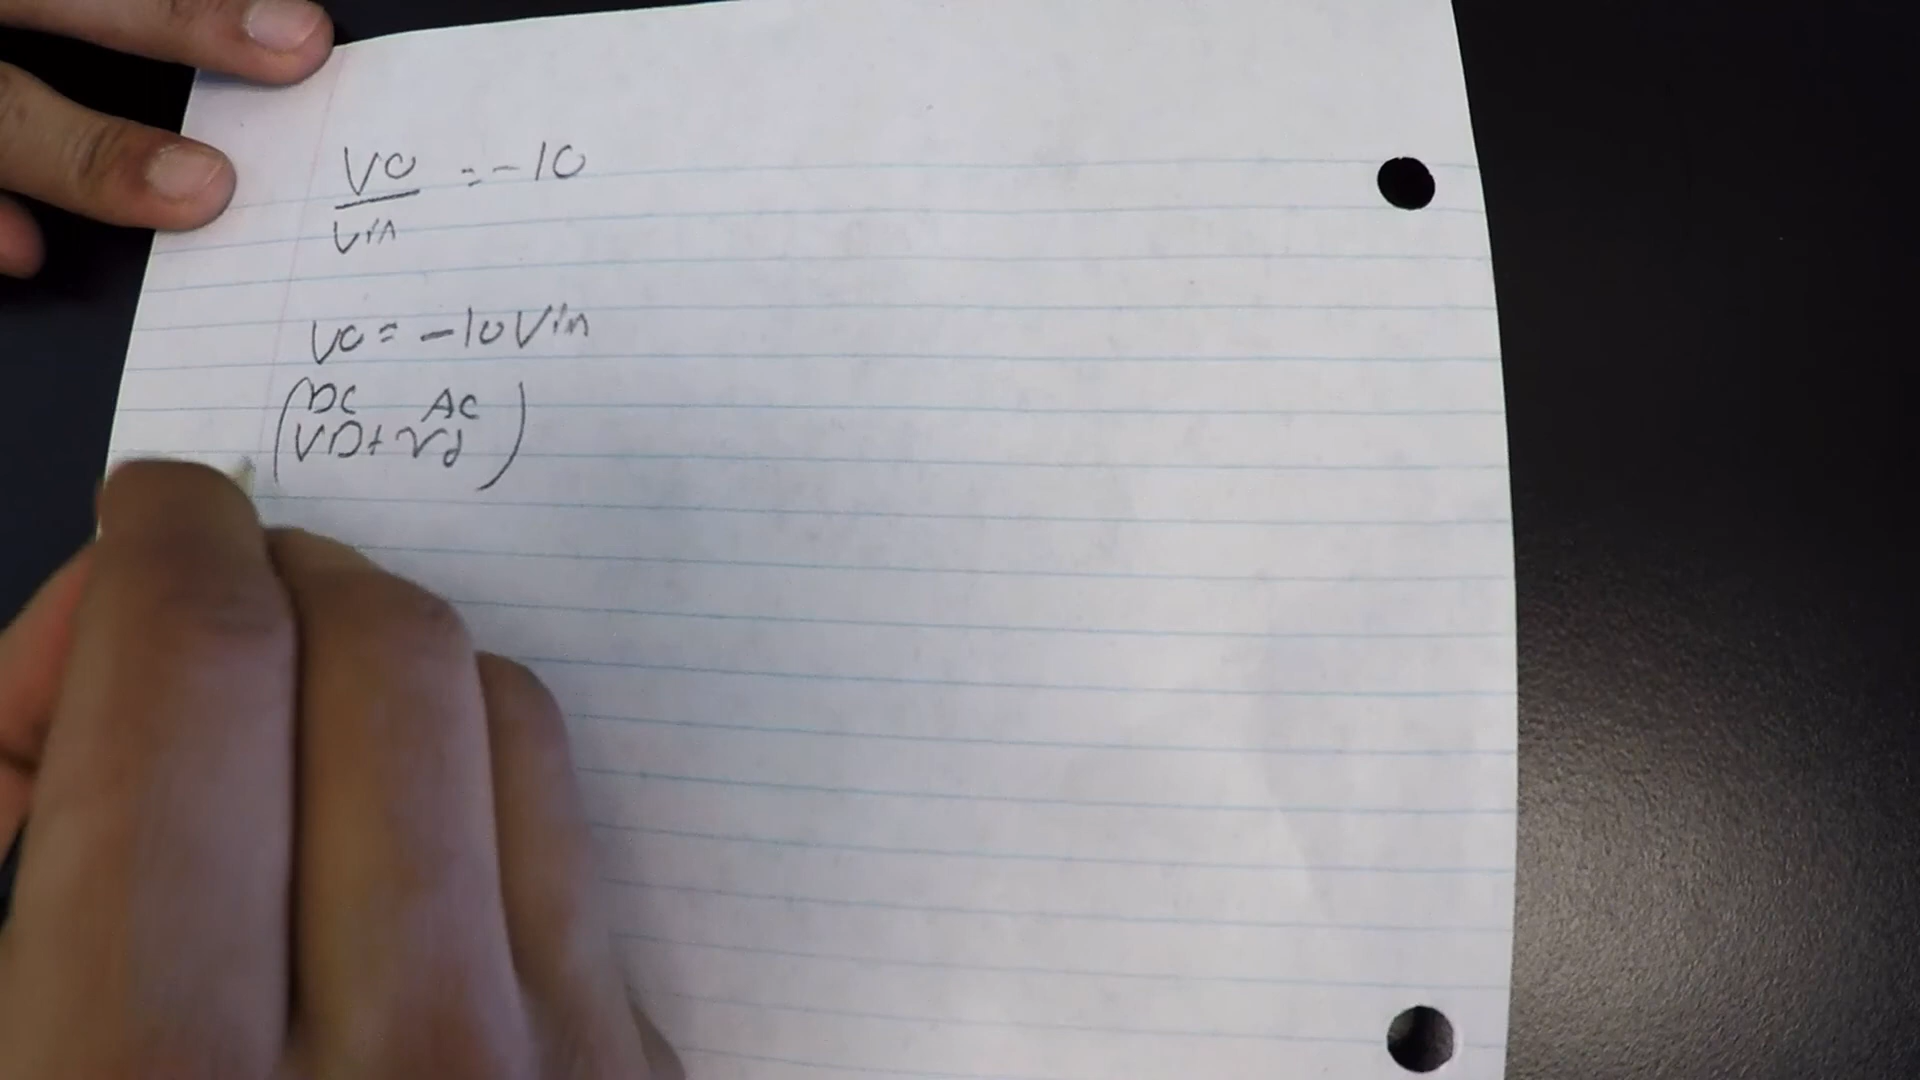 VO = -10
Vin
VO = -10Vin
DC AC
(VD+Vd)